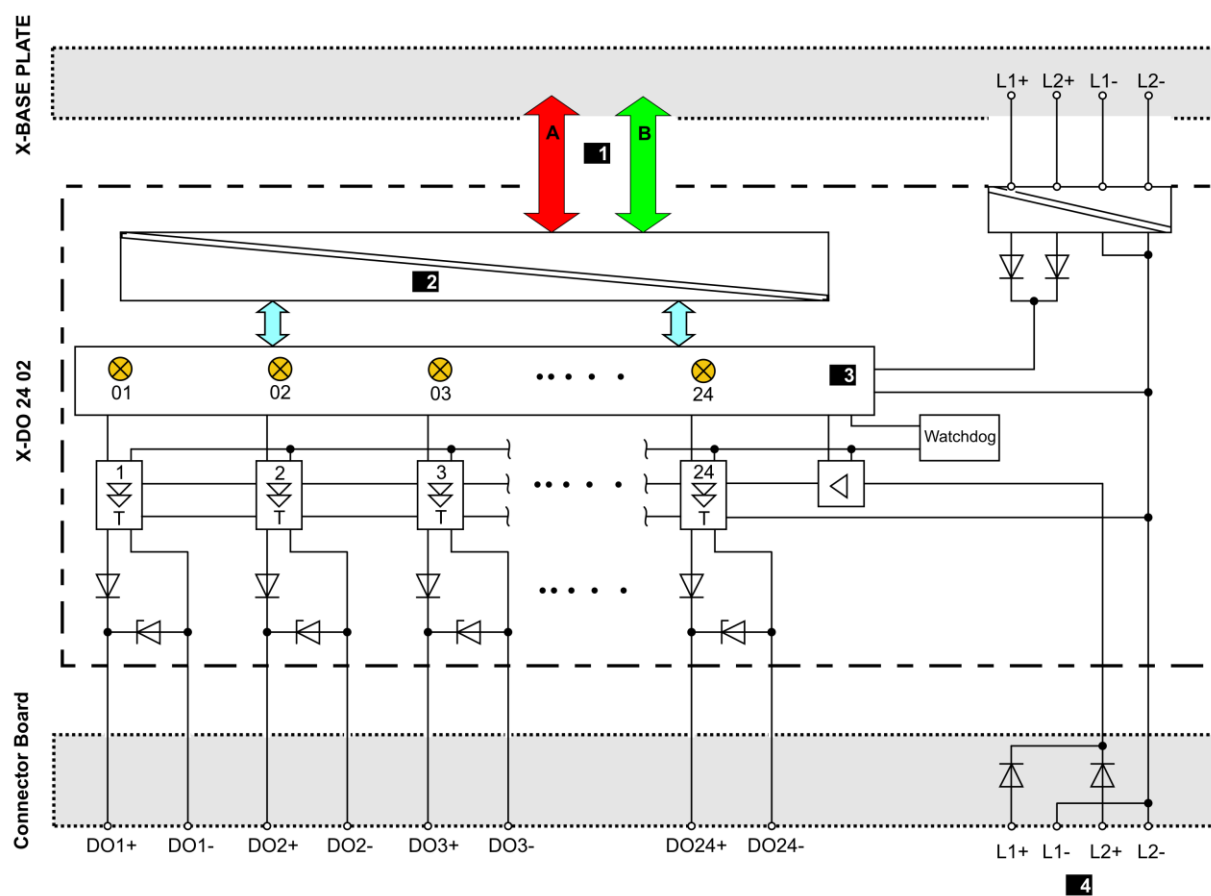 X-BASE PLATE
L1+ L2+ L1- L2-
A B
1
2
X-DO 24 02
01 02 03 24
3
Watchdog
1 2 3 24
T T T T
Connector Board
DO1+ DO1- DO2+ DO2- DO3+ DO3- DO24+ DO24- L1+ L1- L2+ L2-
4